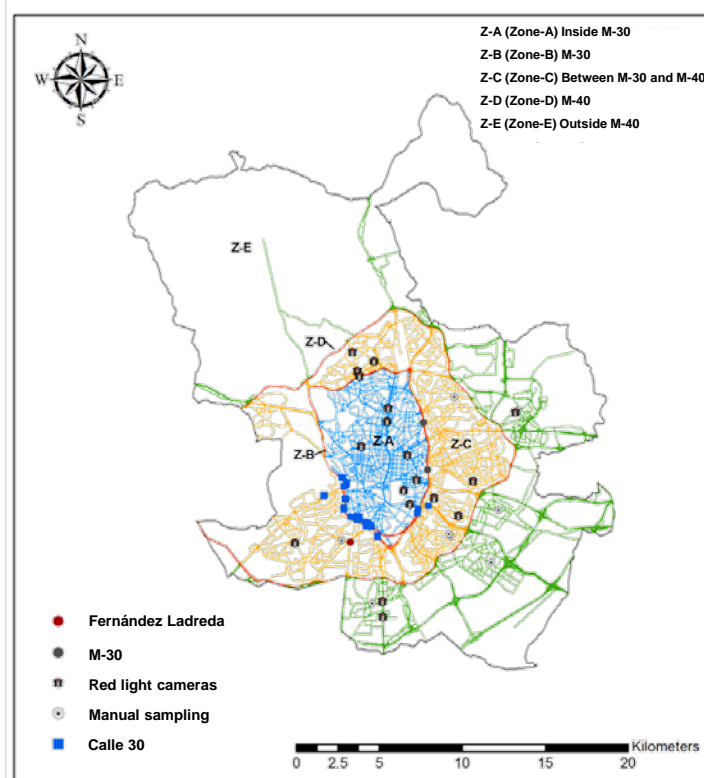 Z-A (Zone-A) Inside M-30
Z-B (Zone-B) M-30
Z-C (Zone-C) Between M-30 and M-40
Z-D (Zone-D) M-40
Z-E (Zone-E) Outside M-40
N
W E
S
Z-E
Z-D
Z-A
Z-C
Z-B
Fernández Ladreda
M-30
Red light cameras
Manual sampling
Calle 30
Kilometers
0 2.5 5 10 15 20